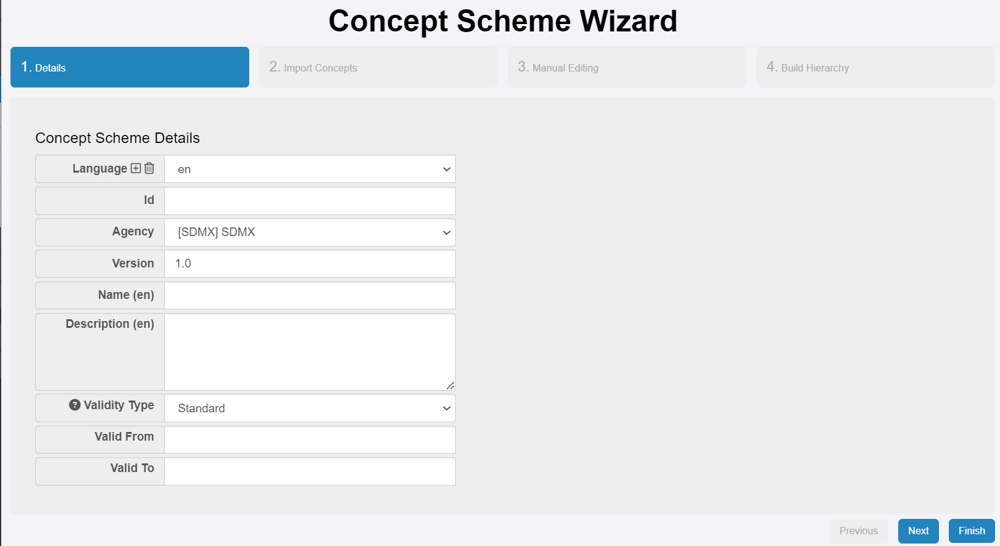 Concept Scheme Wizard
1. Details
2. Import Concepts
3. Manual Editing
4. Build Hierarchy
Concept Scheme Details
Language en
Id
Agency [SDMX] SDMX
Version 1.0
Name (en)
Description (en)
? Validity Type Standard
Valid From
Valid To
Previous Next Finish